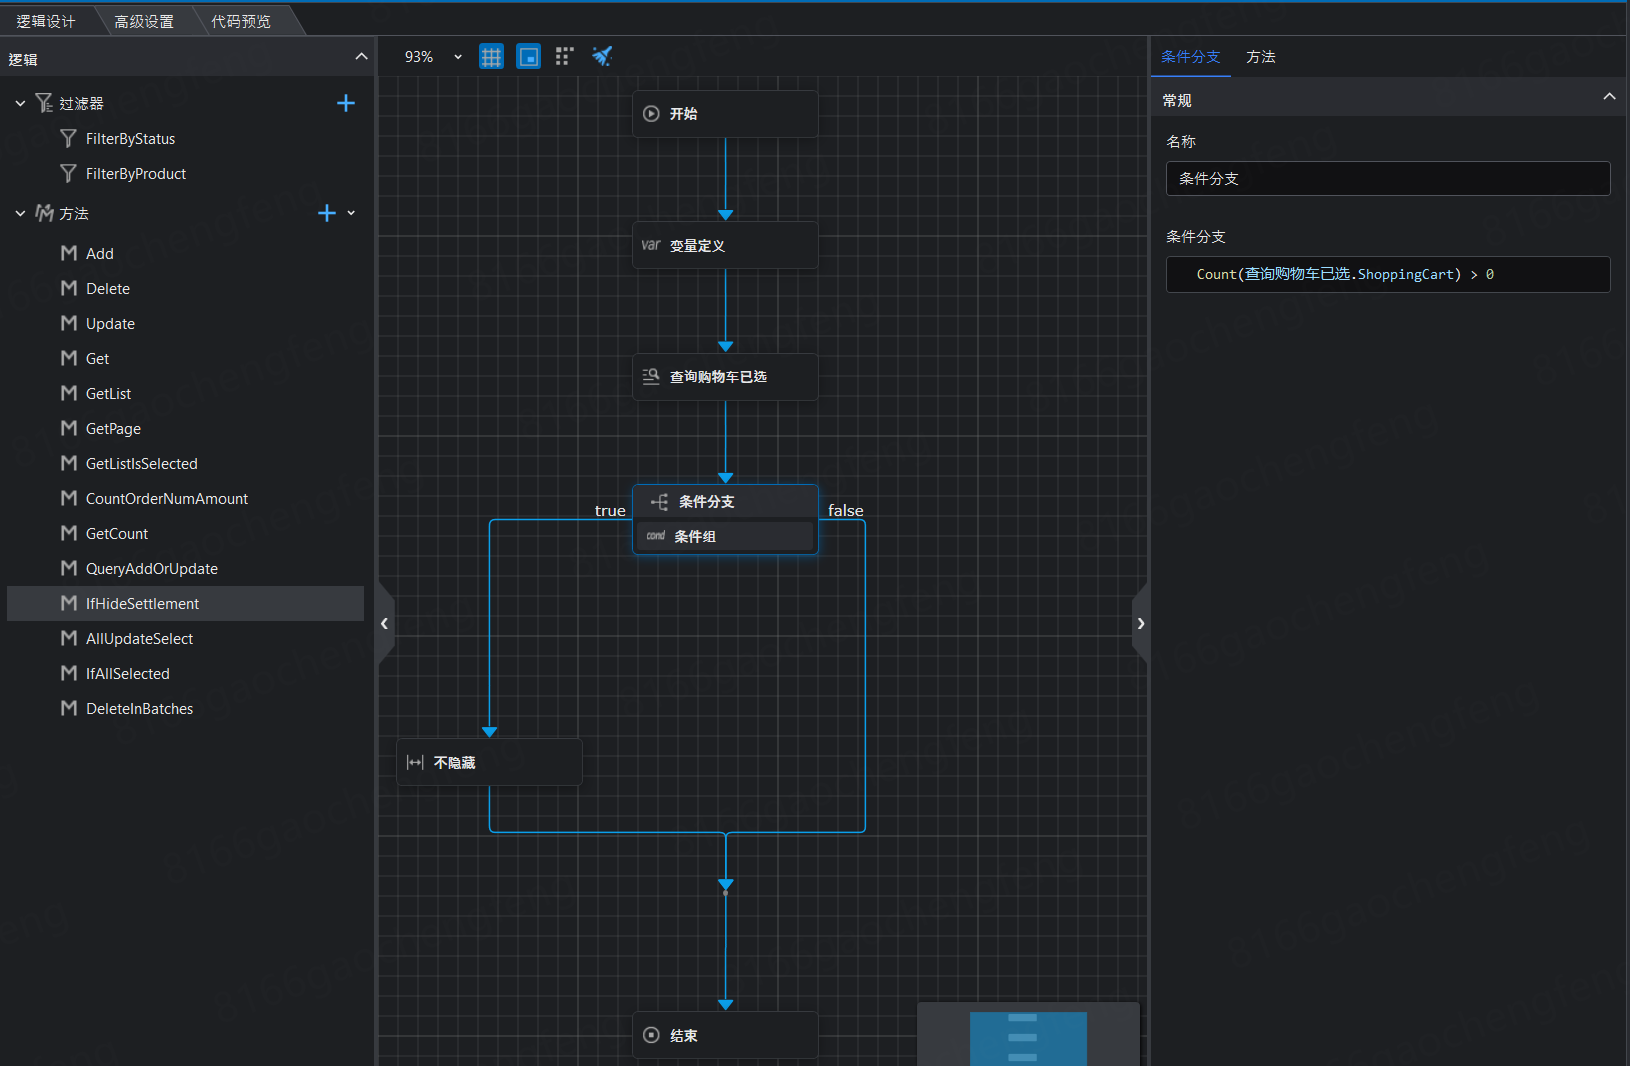 逻辑设计
高级设置
代码预览
逻辑
过滤器
FilterByStatus
FilterByProduct
方法
Add
Delete
Update
Get
GetList
GetPage
GetListIsSelected
CountOrderNumAmount
GetCount
QueryAddOrUpdate
IfHideSettlement
AllUpdateSelect
IfAllSelected
DeleteInBatches
93%
开始
var 变量定义
查询购物车已选
条件分支
true
false
cond 条件组
不隐藏
结束
条件分支
方法
常规
名称
条件分支
条件分支
Count(查询购物车已选.ShoppingCart) > 0
8166gaochengfeng